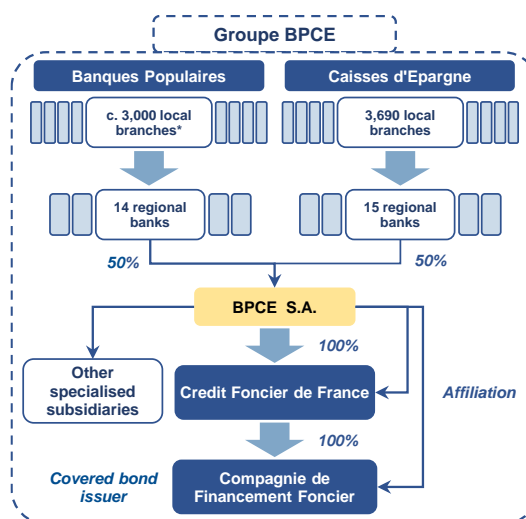 Groupe BPCE
Banques Populaires
Caisses d'Epargne
c. 3,000 local
branches*
3,690 local
branches
14 regional
banks
15 regional
banks
50%
50%
BPCE S.A.
100%
Other
specialised
subsidiaries
Credit Foncier de France
Affiliation
100%
Covered bond
issuer
Compagnie de
Financement Foncier